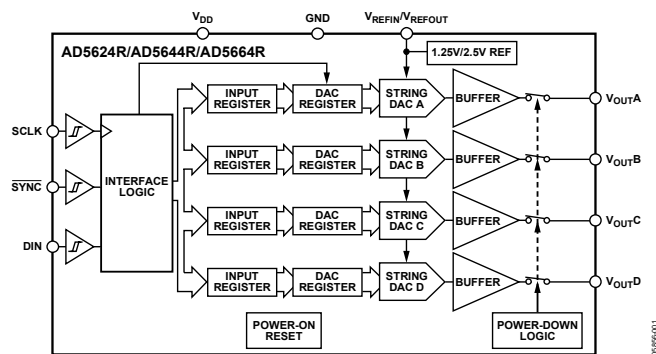 VDD
GND
VREFIN/VREFOUT
AD5624R/AD5644R/AD5664R
1.25V/2.5V REF
INPUT
REGISTER
DAC
REGISTER
STRING
DAC A
BUFFER
VOUTA
SCLK
INPUT
REGISTER
DAC
REGISTER
STRING
DAC B
BUFFER
VOUTB
SYNC
INTERFACE
LOGIC
INPUT
REGISTER
DAC
REGISTER
STRING
DAC C
BUFFER
VOUTC
DIN
INPUT
REGISTER
DAC
REGISTER
STRING
DAC D
BUFFER
VOUTD
POWER-ON
RESET
POWER-DOWN
LOGIC